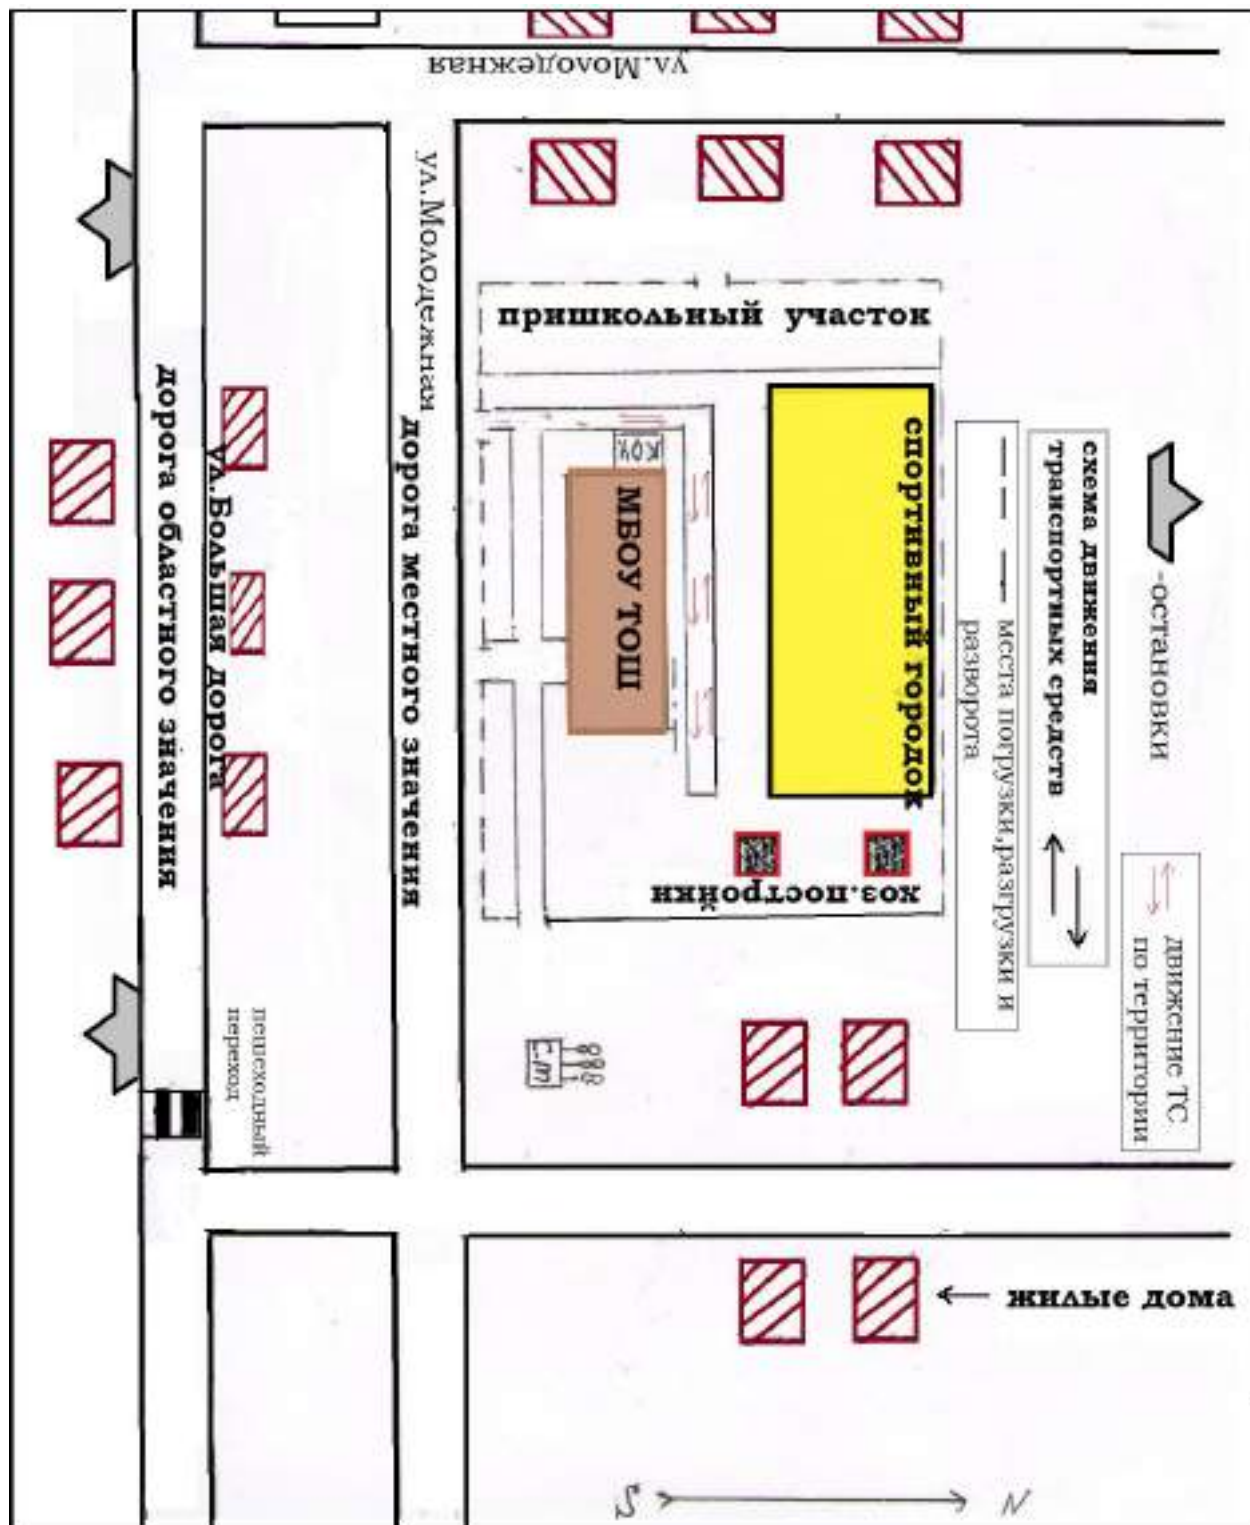 ул.Молодежная
ул.Молодежная
пришкольный участок
дорога областного значения
ул.Большая дорога
дорога местного значения
КОЧ
МБОУ ТОШ
спортивный городок
хоз.постройки
места погрузки,разгрузки и
разворота
схема движения
транспортных средств
-остановки
движение ТС
по территории
пешеходный
переход
С.т
жилые дома
S
N